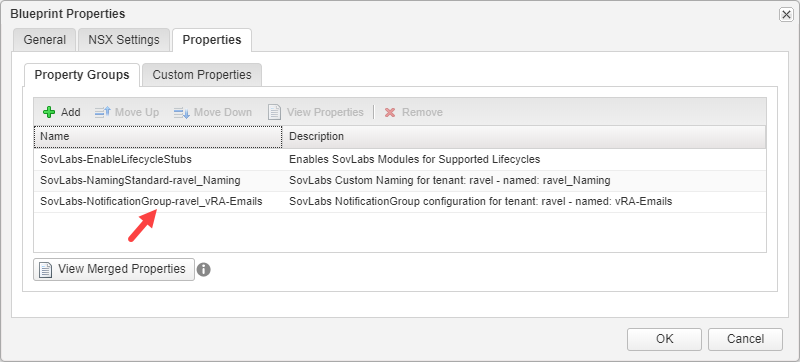 Blueprint Properties
General NSX Settings Properties
Property Groups Custom Properties
Add Move Up Move Down View Properties Remove
Name Description
SovLabs-EnableLifecycleStubs Enables SovLabs Modules for Supported Lifecycles
SovLabs-NamingStandard-ravel_Naming SovLabs Custom Naming for tenant: ravel - named: ravel_Naming
SovLabs-NotificationGroup-ravel_vRA-Emails SovLabs NotificationGroup configuration for tenant: ravel - named: vRA-Emails
View Merged Properties
OK Cancel